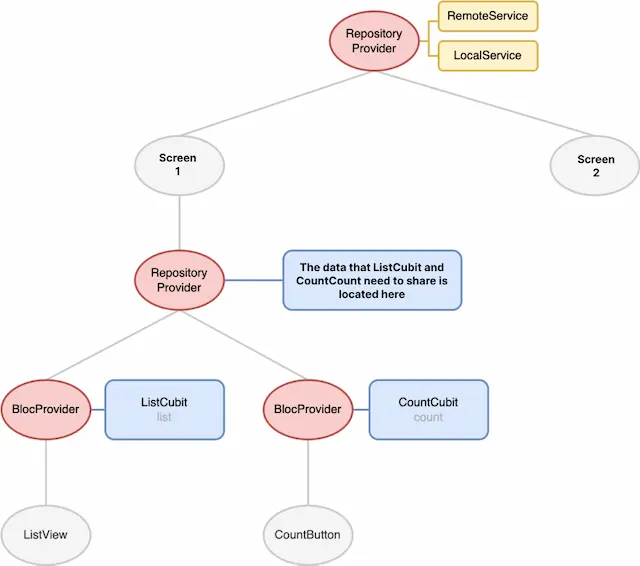 RemoteService
Repository
Provider
LocalService
Screen
1
Screen
2
Repository
Provider
The data that ListCubit and
CountCount need to share is
located here
BlocProvider
ListCubit
list
BlocProvider
CountCubit
count
ListView
CountButton